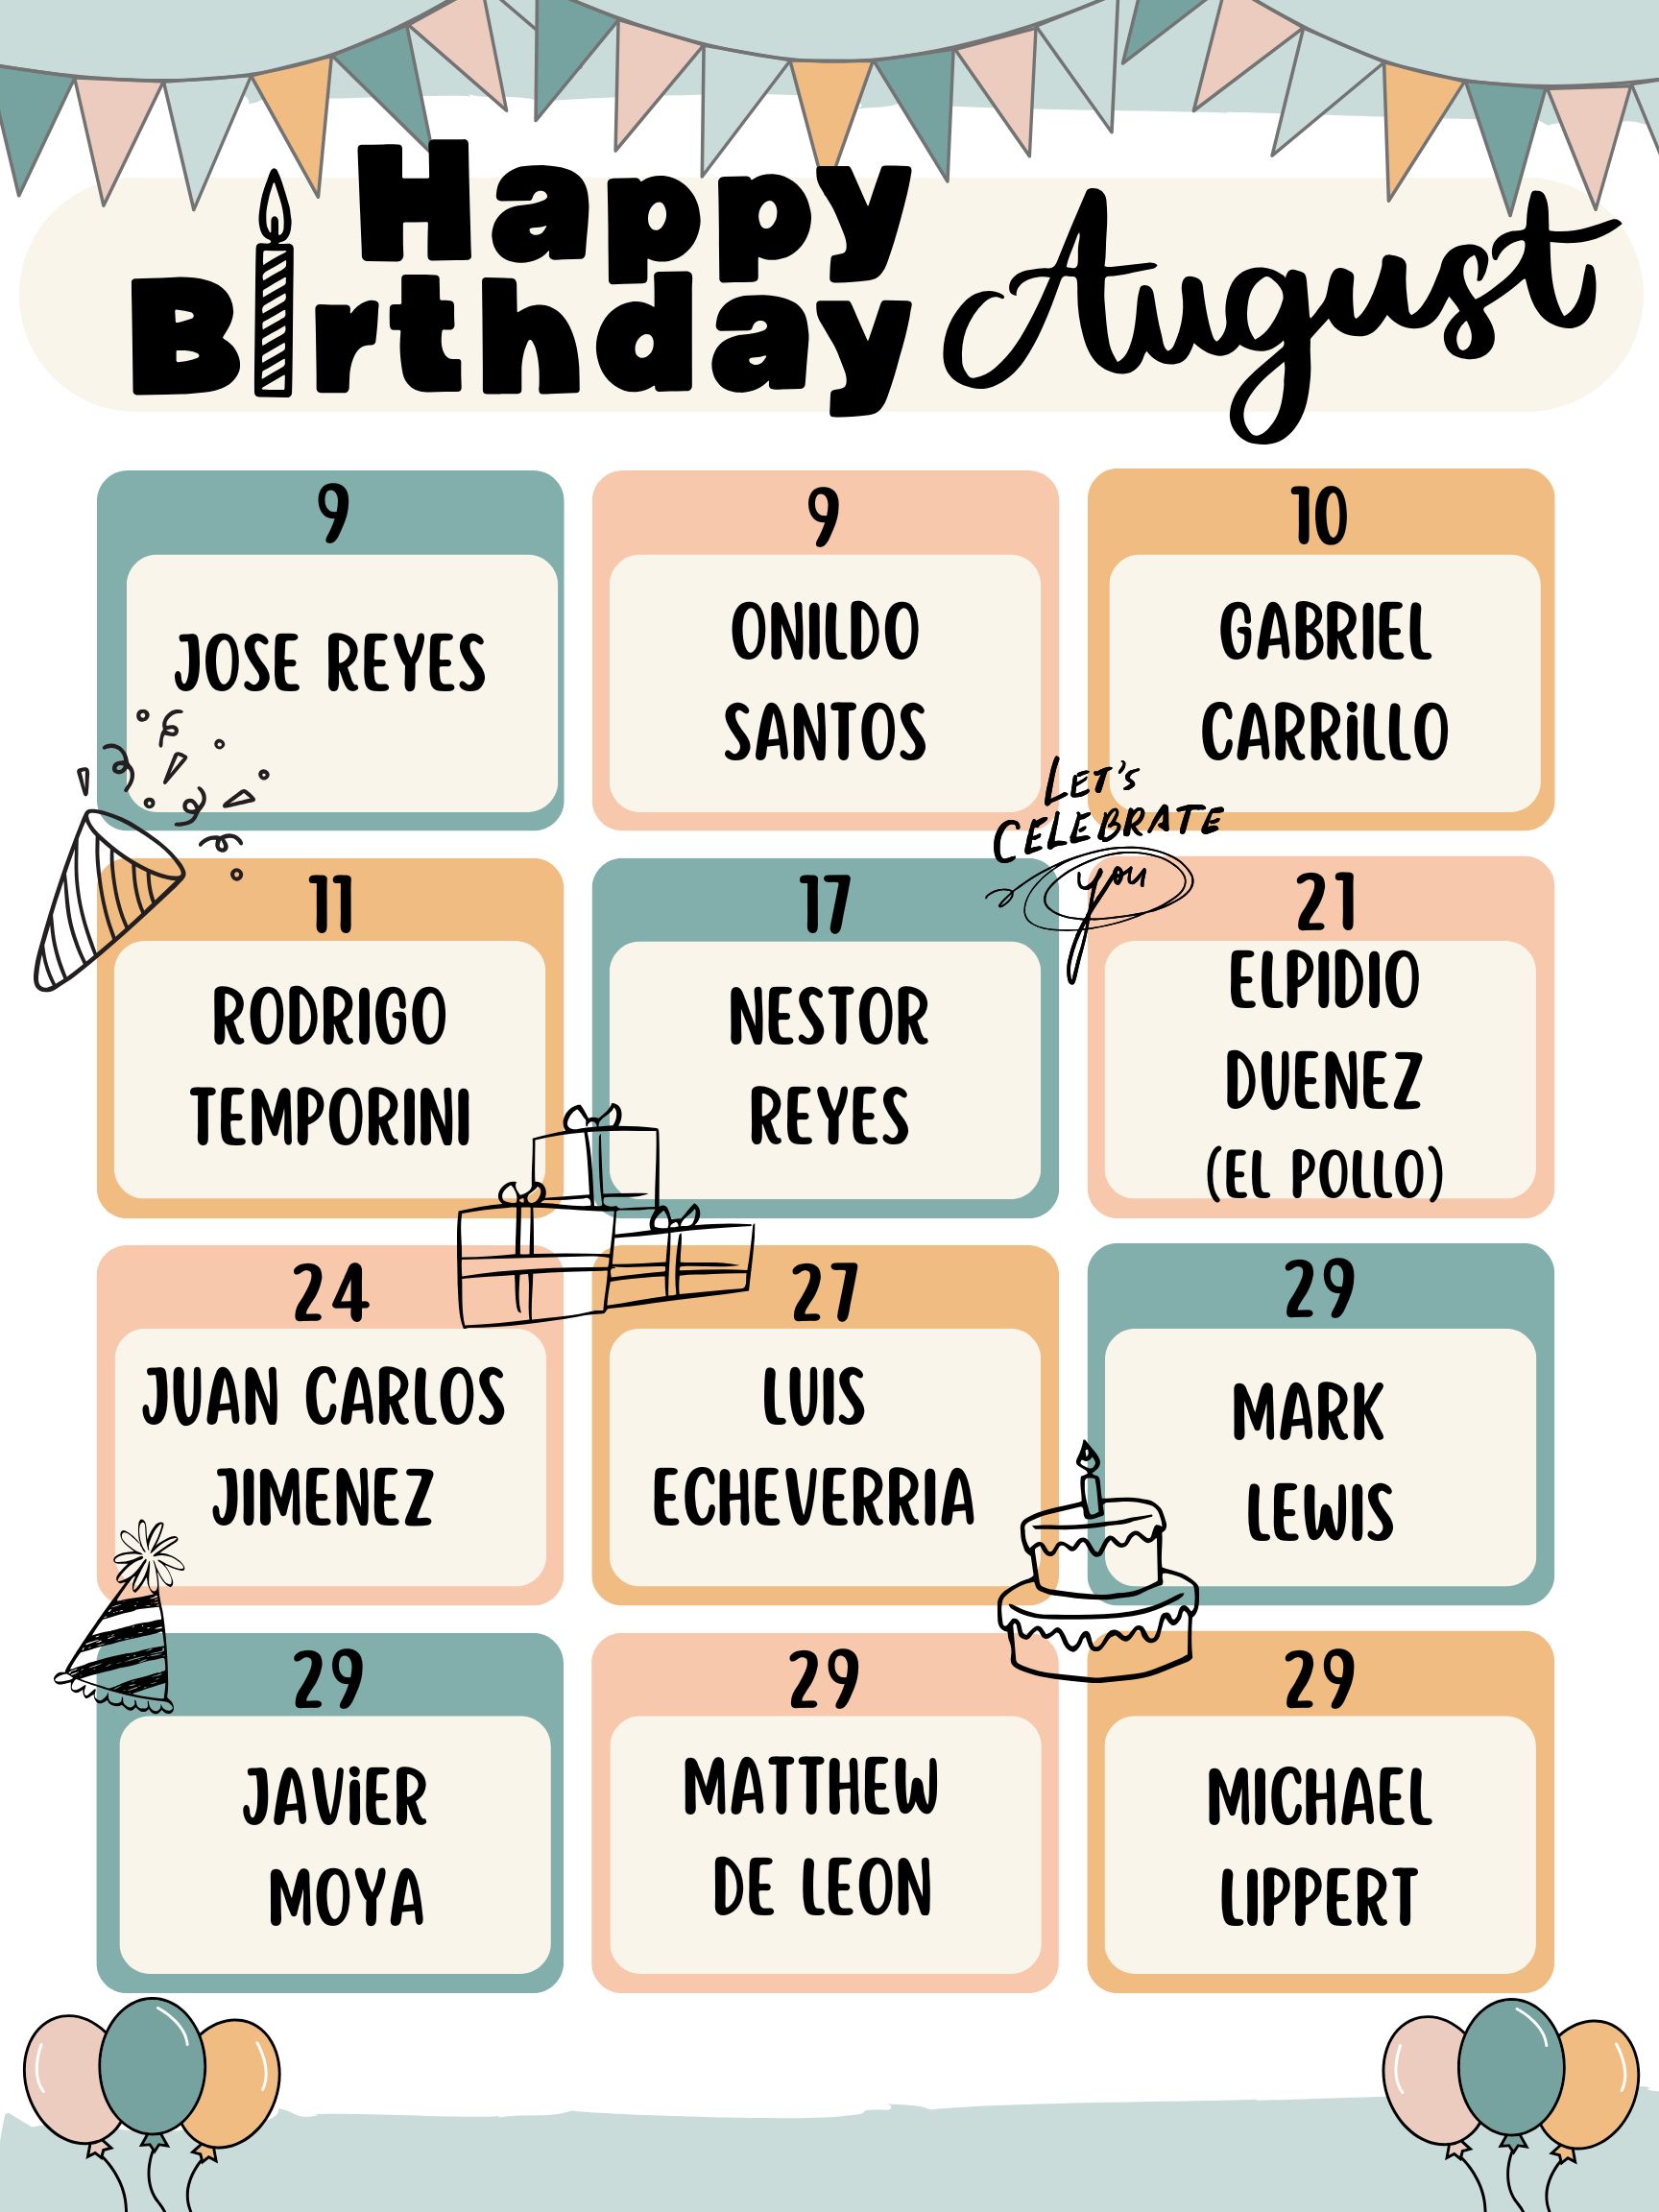 Happy
Birthday August
9
JOSE REYES
9
ONILDO
SANTOS
10
GABRIEL
CARRiLLO
LET'S
CELEBRATE
you
11
RODRIGO
TEMPORINI
17
NESTOR
REYES
21
ELPIDIO
DUENEZ
(EL POLLO)
24
JUAN CARLOS
JIMENEZ
27
LUIS
ECHEVERRIA
29
MARK
LEWIS
29
JAViER
MOYA
29
MATTHEW
DE LEON
29
MICHAEL
LIPPERT